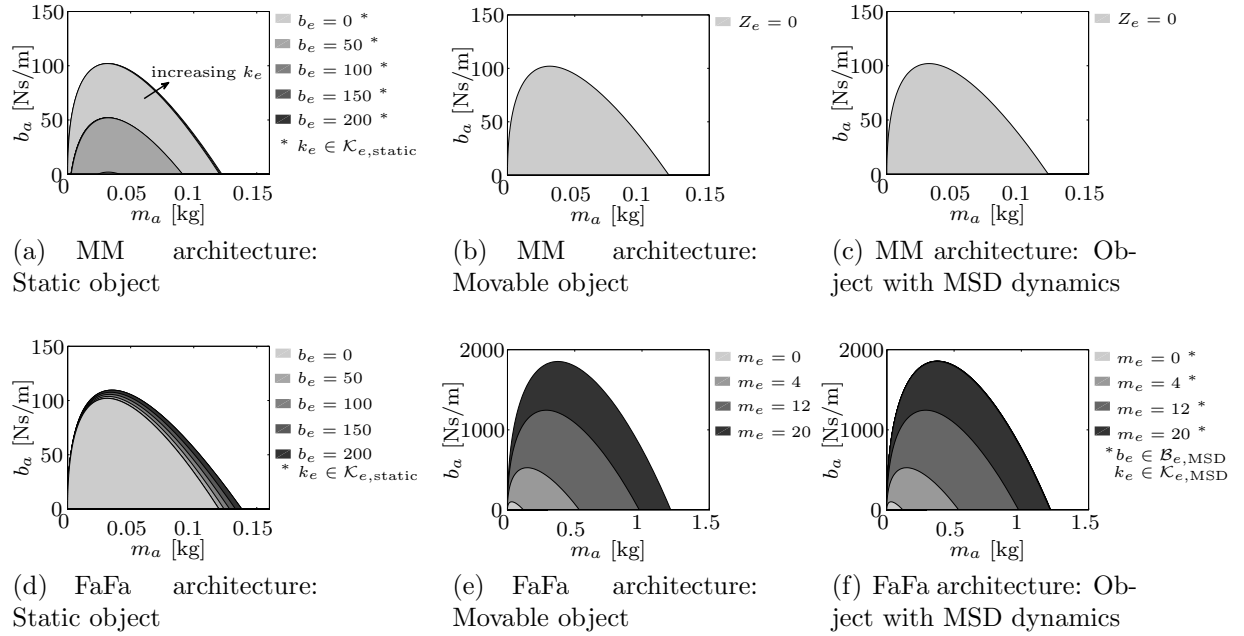 150
100
50
0
b_a [Ns/m]
increasing k_e
0 0.05 0.1 0.15
m_a [kg]
b_e = 0 *
b_e = 50 *
b_e = 100 *
b_e = 150 *
b_e = 200 *
* k_e ∈ 𝒦_{e,static}
(a) MM architecture:
Static object
150
100
50
0
b_a [Ns/m]
0 0.05 0.1 0.15
m_a [kg]
Z_e = 0
(b) MM architecture:
Movable object
150
100
50
0
b_a [Ns/m]
0 0.05 0.1 0.15
m_a [kg]
Z_e = 0
(c) MM architecture: Ob-
ject with MSD dynamics
150
100
50
0
b_a [Ns/m]
0 0.05 0.1 0.15
m_a [kg]
b_e = 0
b_e = 50
b_e = 100
b_e = 150
b_e = 200
* k_e ∈ 𝒦_{e,static}
(d) FaFa architecture:
Static object
2000
1000
0
b_a [Ns/m]
0 0.5 1 1.5
m_a [kg]
m_e = 0
m_e = 4
m_e = 12
m_e = 20
(e) FaFa architecture:
Movable object
2000
1000
0
b_a [Ns/m]
0 0.5 1 1.5
m_a [kg]
m_e = 0 *
m_e = 4 *
m_e = 12 *
m_e = 20 *
* b_e ∈ ℬ_{e,MSD}
k_e ∈ 𝒦_{e,MSD}
(f) FaFa architecture: Ob-
ject with MSD dynamics